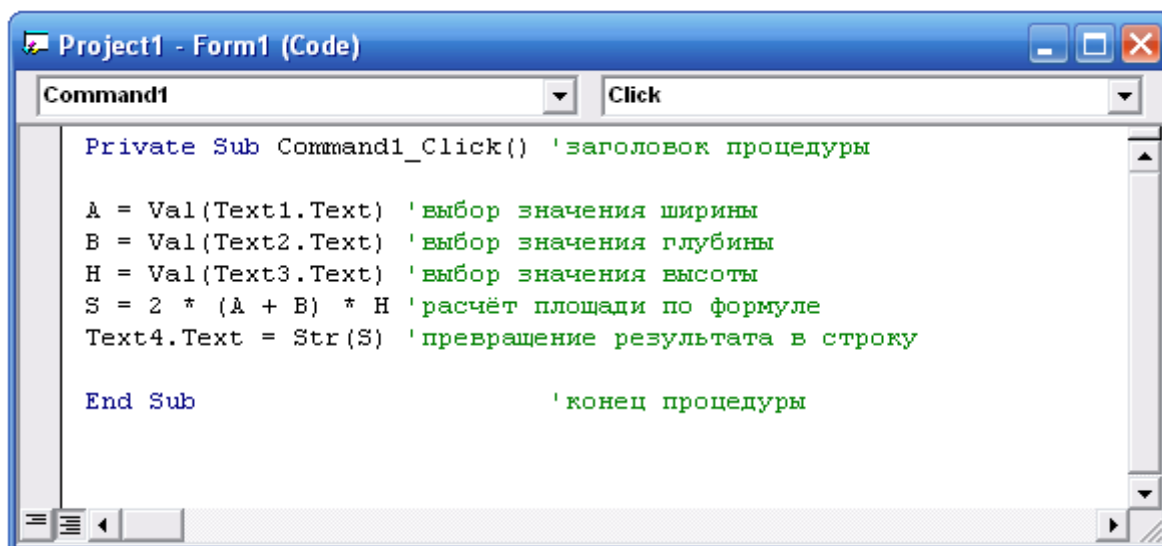 Project1 - Form1 (Code)
Command1 Click
Private Sub Command1_Click() 'заголовок процедуры
A = Val(Text1.Text) 'выбор значения ширины
B = Val(Text2.Text) 'выбор значения глубины
H = Val(Text3.Text) 'выбор значения высоты
S = 2 * (A + B) * H 'расчёт площади по формуле
Text4.Text = Str(S) 'превращение результата в строку
End Sub 'конец процедуры